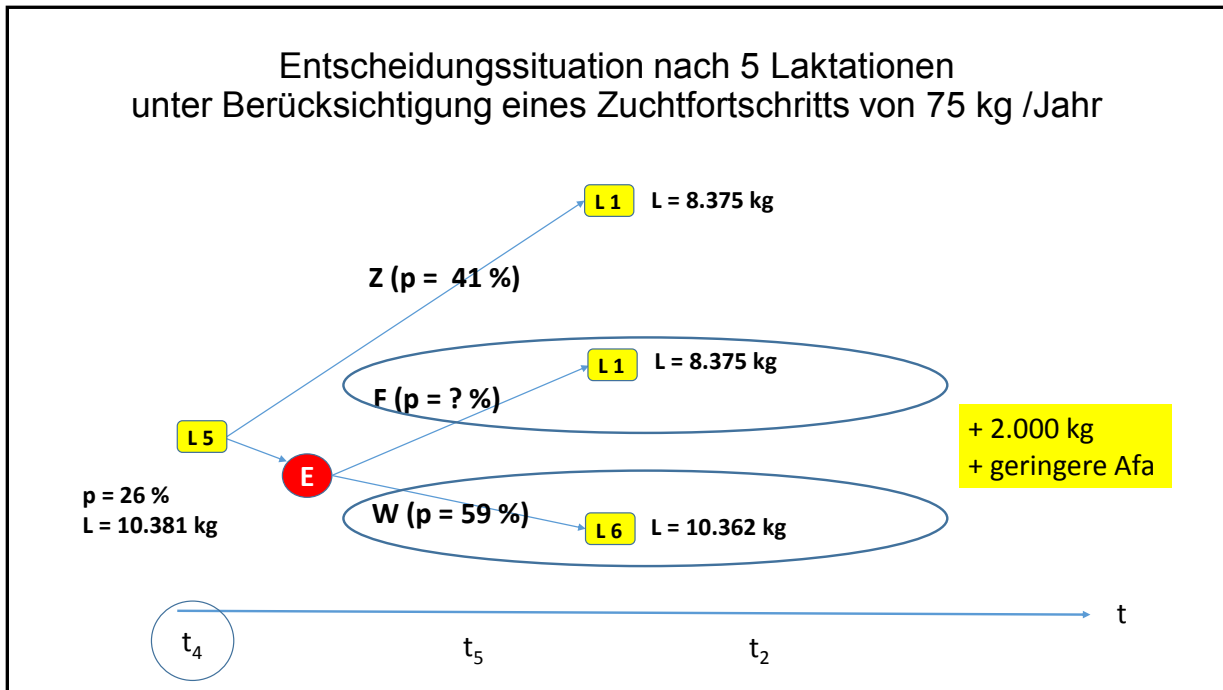 Entscheidungssituation nach 5 Laktationen
unter Berücksichtigung eines Zuchtfortschritts von 75 kg /Jahr
L 1
L = 8.375 kg
Z (p = 41 %)
L 1
L = 8.375 kg
F (p = ? %)
L 5
E
+ 2.000 kg
+ geringere Afa
p = 26 %
L = 10.381 kg
W (p = 59 %)
L 6
L = 10.362 kg
t
t₄
t₅
t₂